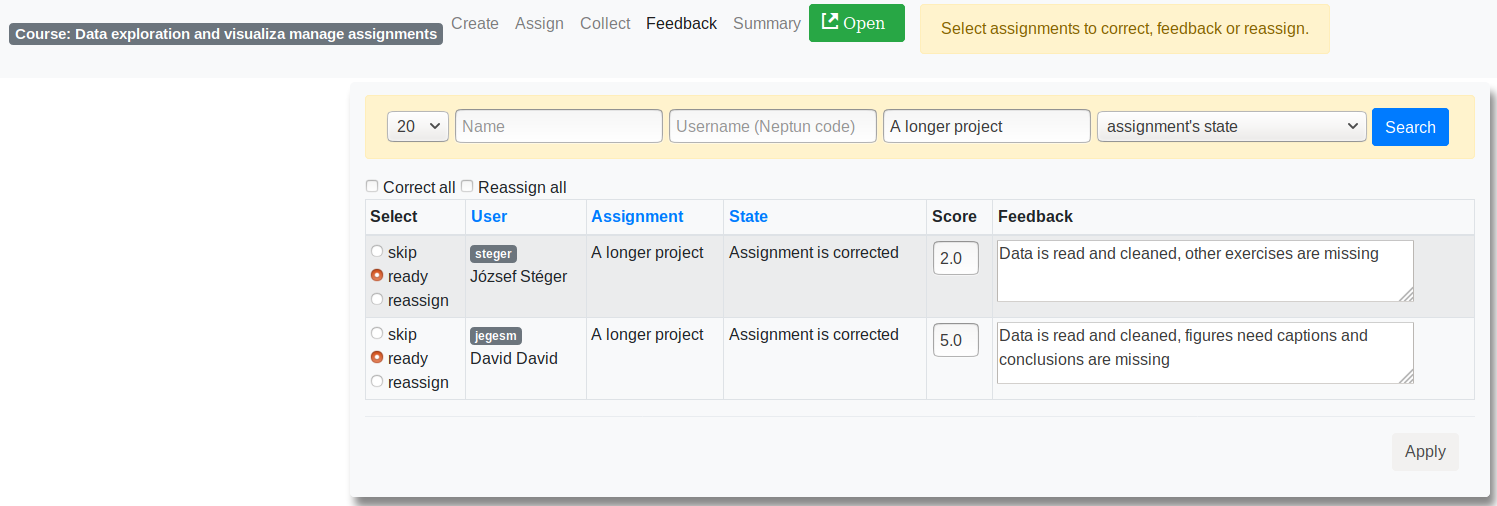 Course: Data exploration and visualiza manage assignments Create Assign Collect Feedback Summary Open Select assignments to correct, feedback or reassign.
20 Name Username (Neptun code) A longer project assignment's state Search
Correct all Reassign all
Select User Assignment State Score Feedback
skip steger A longer project Assignment is corrected 2.0 Data is read and cleaned, other exercises are missing
ready József Stéger
reassign
skip jegesm A longer project Assignment is corrected 5.0 Data is read and cleaned, figures need captions and
ready David David conclusions are missing
reassign
Apply